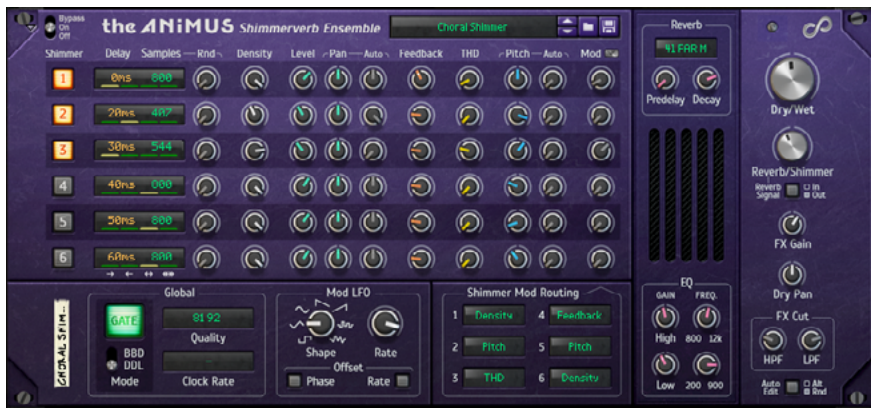 Bypass
On
Off
the ANiMUS Shimmerverb Ensemble
Choral Shimmer
Shimmer Delay Samples Rnd Density Level Pan Auto Feedback THD Pitch Auto Mod
1 0ms 800
2 20ms 407
3 30ms 544
4 40ms 000
5 50ms 800
6 60ms 800
Reverb
41 FAR M
Predelay Decay
EQ
GAIN FREQ.
High 800 12k
Low 200 900
Dry/Wet
Reverb/Shimmer
Reverb Signal In Out
FX Gain
Dry Pan
FX Cut
HPF LPF
Auto Edit Alt Rnd
CHORAL SHIM..
Global
GATE
8192
Quality
BBD
DDL
Mode
Clock Rate
Mod LFO
Shape Rate
Offset
Phase Rate
Shimmer Mod Routing
1 Density 4 Feedback
2 Pitch 5 Pitch
3 THD 6 Density